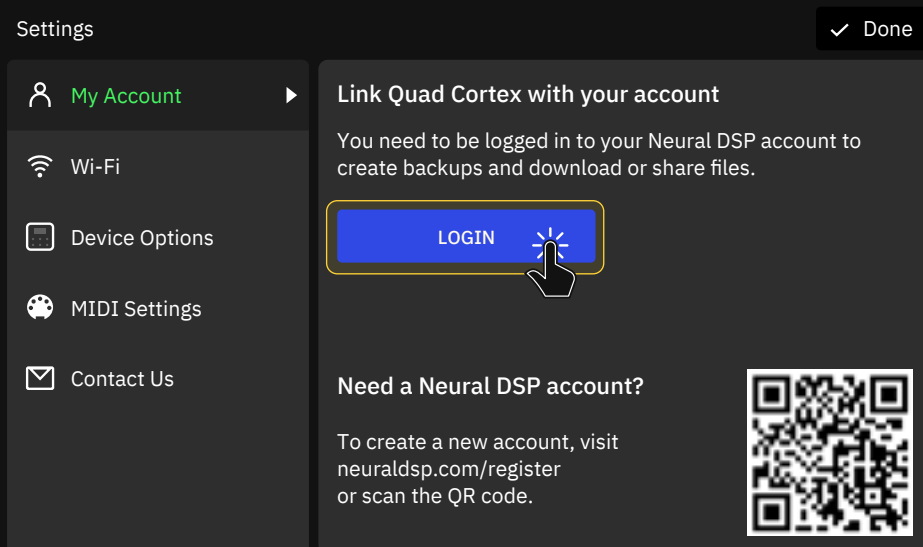 Settings
Done
My Account
Wi-Fi
Device Options
MIDI Settings
Contact Us
Link Quad Cortex with your account
You need to be logged in to your Neural DSP account to
create backups and download or share files.
LOGIN
Need a Neural DSP account?
To create a new account, visit
neuraldsp.com/register
or scan the QR code.